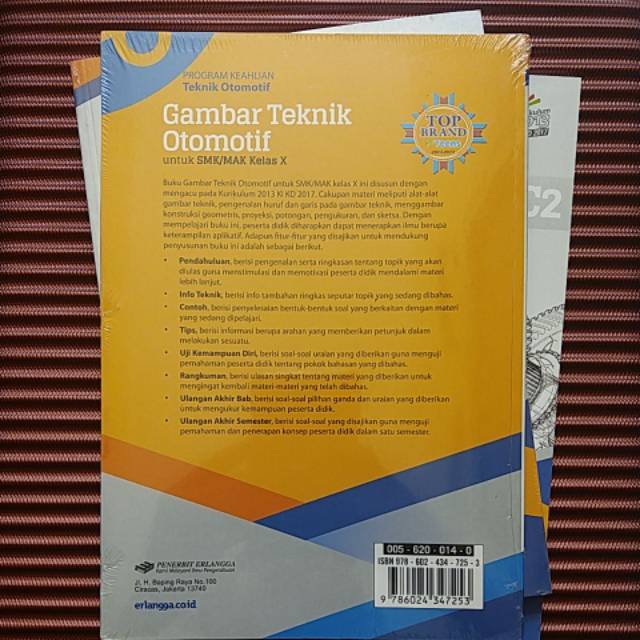 PROGRAM KEAHLIAN
Teknik Otomotif
Gambar Teknik
Otomotif
untuk SMK/MAK Kelas X
TOP
BRAND
Teens
Buku Gambar Teknik Otomotif untuk SMK/MAK kelas X ini disusun dengan
mengacu pada Kurikulum 2013 KI KD 2017. Cakupan materi meliputi alat-alat
gambar teknik, pengenalan huruf dan garis pada gambar teknik, menggambar
konstruksi geometris, proyeksi, potongan, pengukuran, dan sketsa. Dengan
mempelajari buku ini, peserta didik diharapkan dapat menerapkan ilmu berupa
keterampilan aplikatif. Adapun fitur-fitur yang disajikan untuk mendukung
penyusunan buku ini adalah sebagai berikut.
• Pendahuluan, berisi pengenalan serta ringkasan tentang topik yang akan
diulas guna menstimulasi dan memotivasi peserta didik mendalami materi
lebih lanjut.
• Info Teknik, berisi info tambahan ringkas seputar topik yang sedang dibahas.
• Contoh, berisi penyelesaian bentuk-bentuk soal yang berkaitan dengan materi
yang sedang dipelajari.
• Tips, berisi informasi berupa arahan yang memberikan petunjuk dalam
melakukan sesuatu.
• Uji Kemampuan Diri, berisi soal-soal uraian yang diberikan guna menguji
pemahaman peserta didik tentang pokok bahasan yang dibahas.
• Rangkuman, berisi ulasan singkat tentang materi yang diberikan untuk
mengingat kembali materi-materi yang telah dibahas.
• Ulangan Akhir Bab, berisi soal-soal pilihan ganda dan uraian yang diberikan
untuk mengukur kemampuan peserta didik.
• Ulangan Akhir Semester, berisi soal-soal yang disajikan guna menguji
pemahaman dan penerapan konsep peserta didik dalam satu semester.
C2
PENERBIT ERLANGGA
Kami Melayani Ilmu Pengetahuan
Jl. H. Baping Raya No. 100
Ciracas, Jakarta 13740
erlangga.co.id
005 - 620 - 014 - 0
ISBN 978 - 602 - 434 - 725 - 3
9 786024 347253